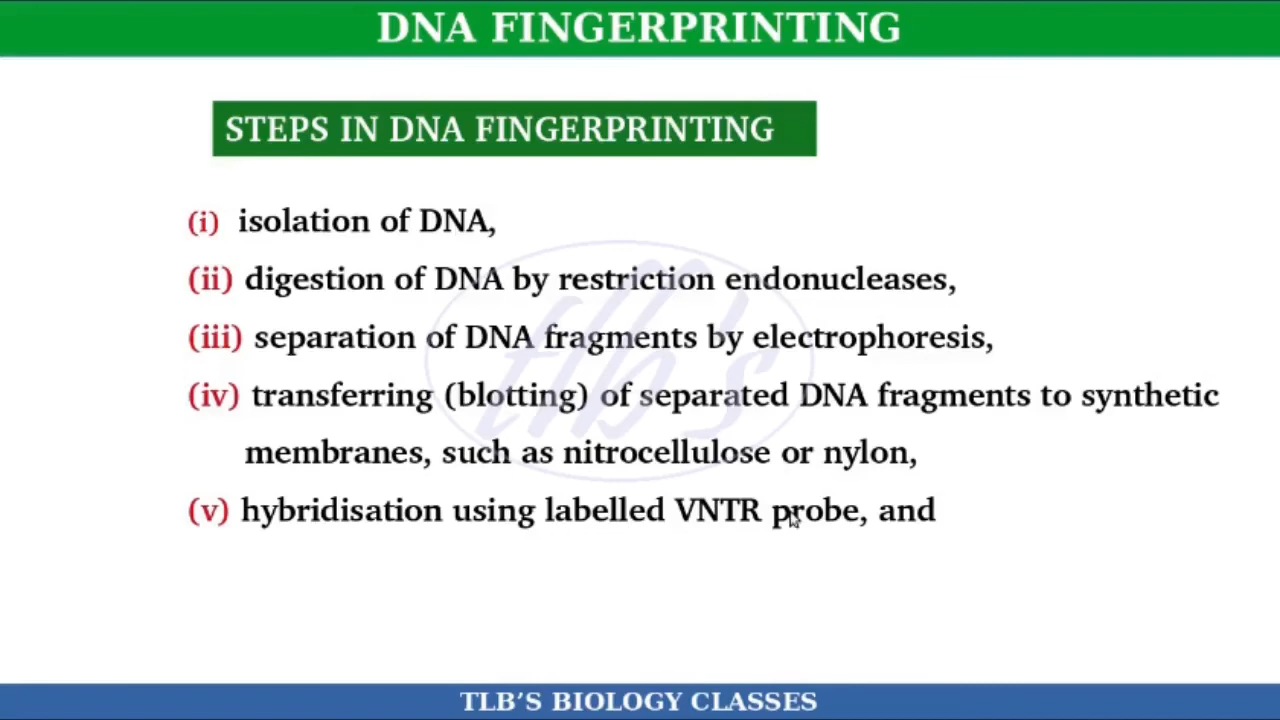 DNA FINGERPRINTING
STEPS IN DNA FINGERPRINTING
(i) isolation of DNA,
(ii) digestion of DNA by restriction endonucleases,
(iii) separation of DNA fragments by electrophoresis,
(iv) transferring (blotting) of separated DNA fragments to synthetic
membranes, such as nitrocellulose or nylon,
(v) hybridisation using labelled VNTR probe, and
tlb's
TLB’S BIOLOGY CLASSES